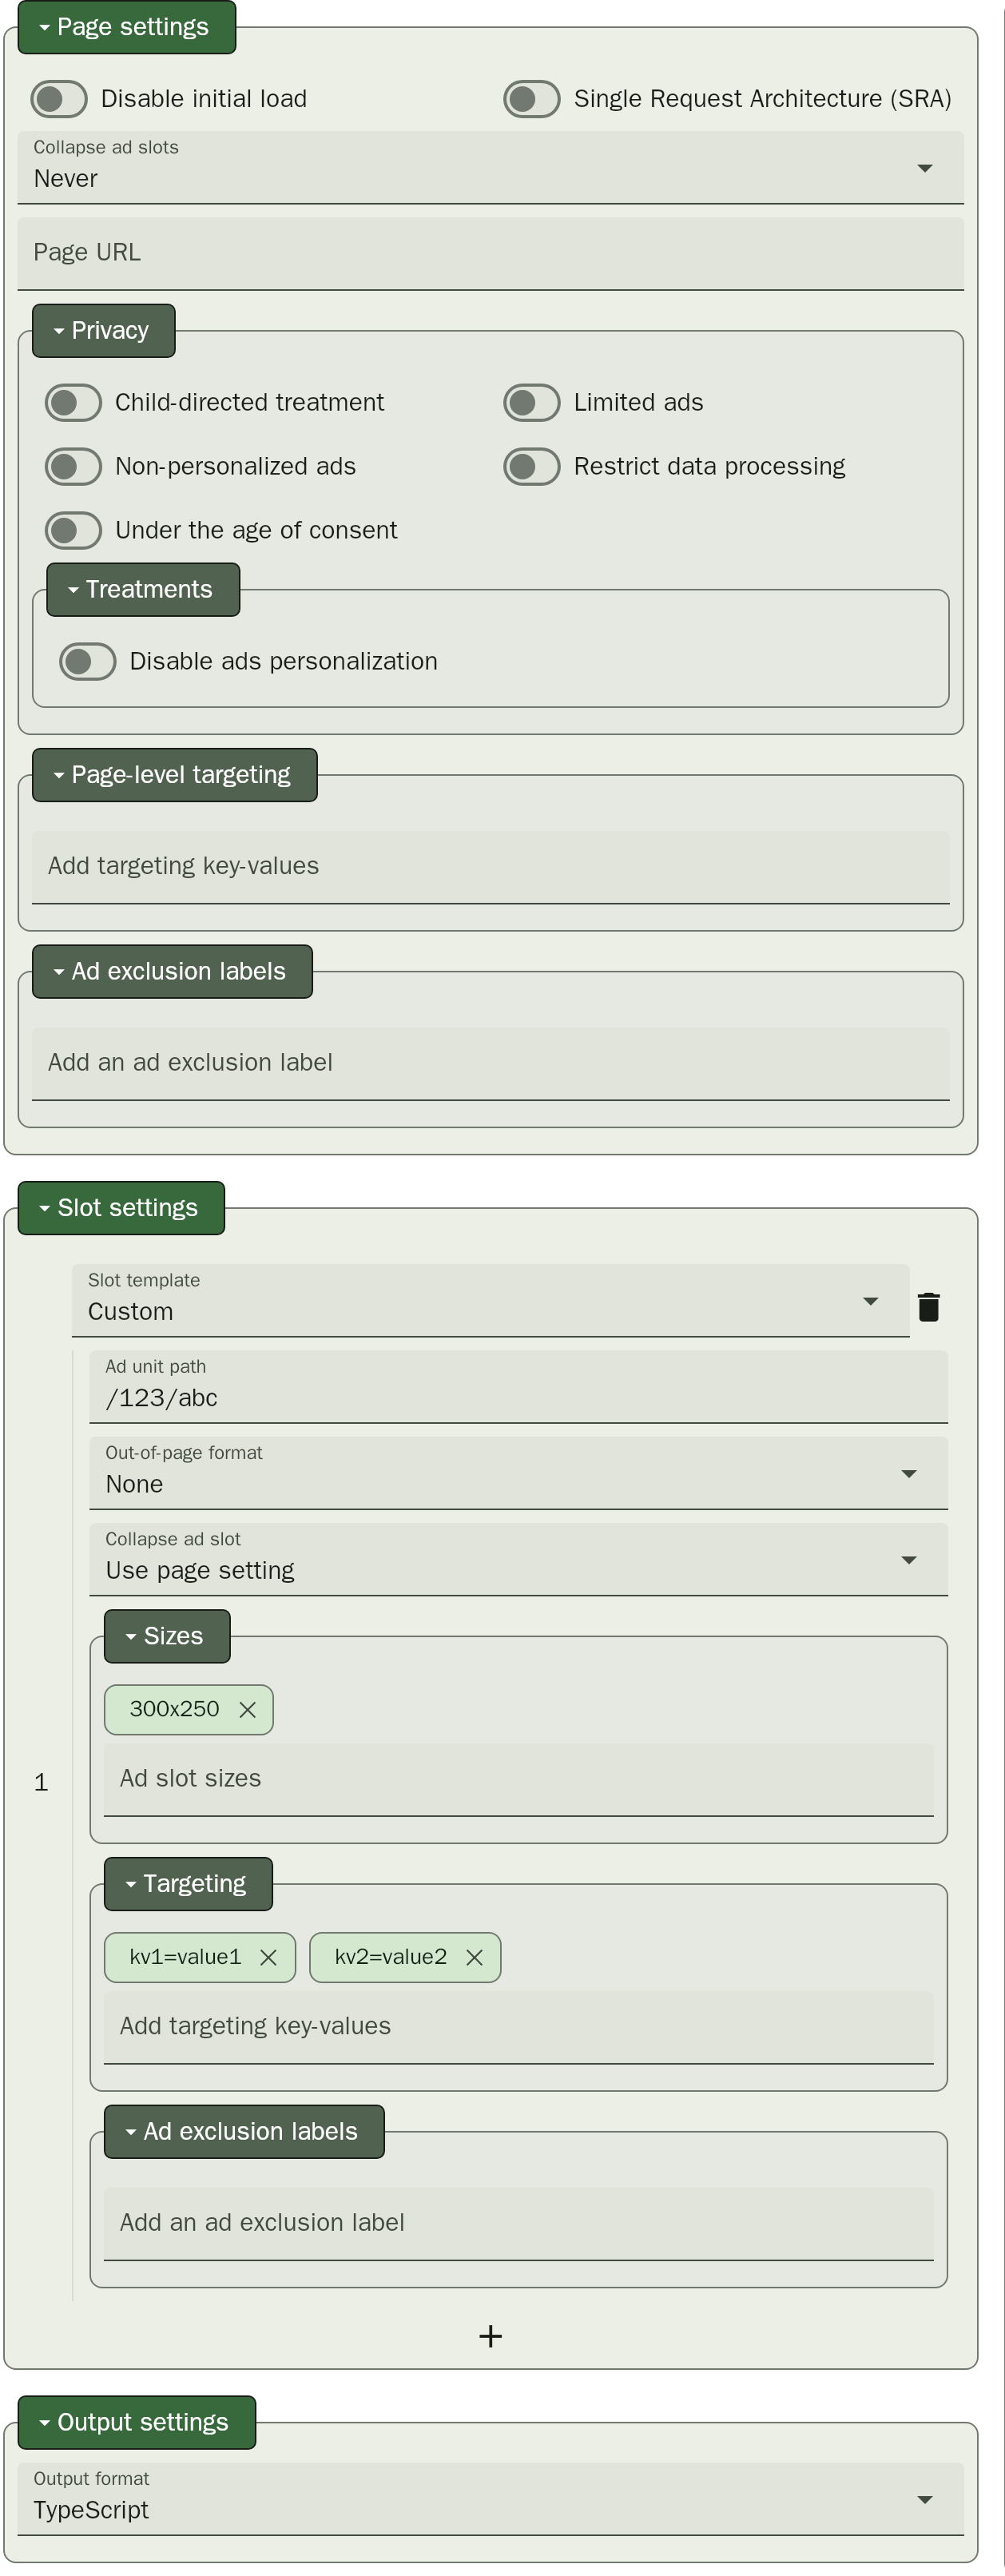 Page settings
Disable initial load
Single Request Architecture (SRA)
Collapse ad slots
Never
Page URL
Privacy
Child-directed treatment
Limited ads
Non-personalized ads
Restrict data processing
Under the age of consent
Treatments
Disable ads personalization
Page-level targeting
Add targeting key-values
Ad exclusion labels
Add an ad exclusion label
Slot settings
Slot template
Custom
Ad unit path
/123/abc
Out-of-page format
None
Collapse ad slot
Use page setting
Sizes
300x250
Ad slot sizes
1
Targeting
kv1=value1
kv2=value2
Add targeting key-values
Ad exclusion labels
Add an ad exclusion label
Output settings
Output format
TypeScript